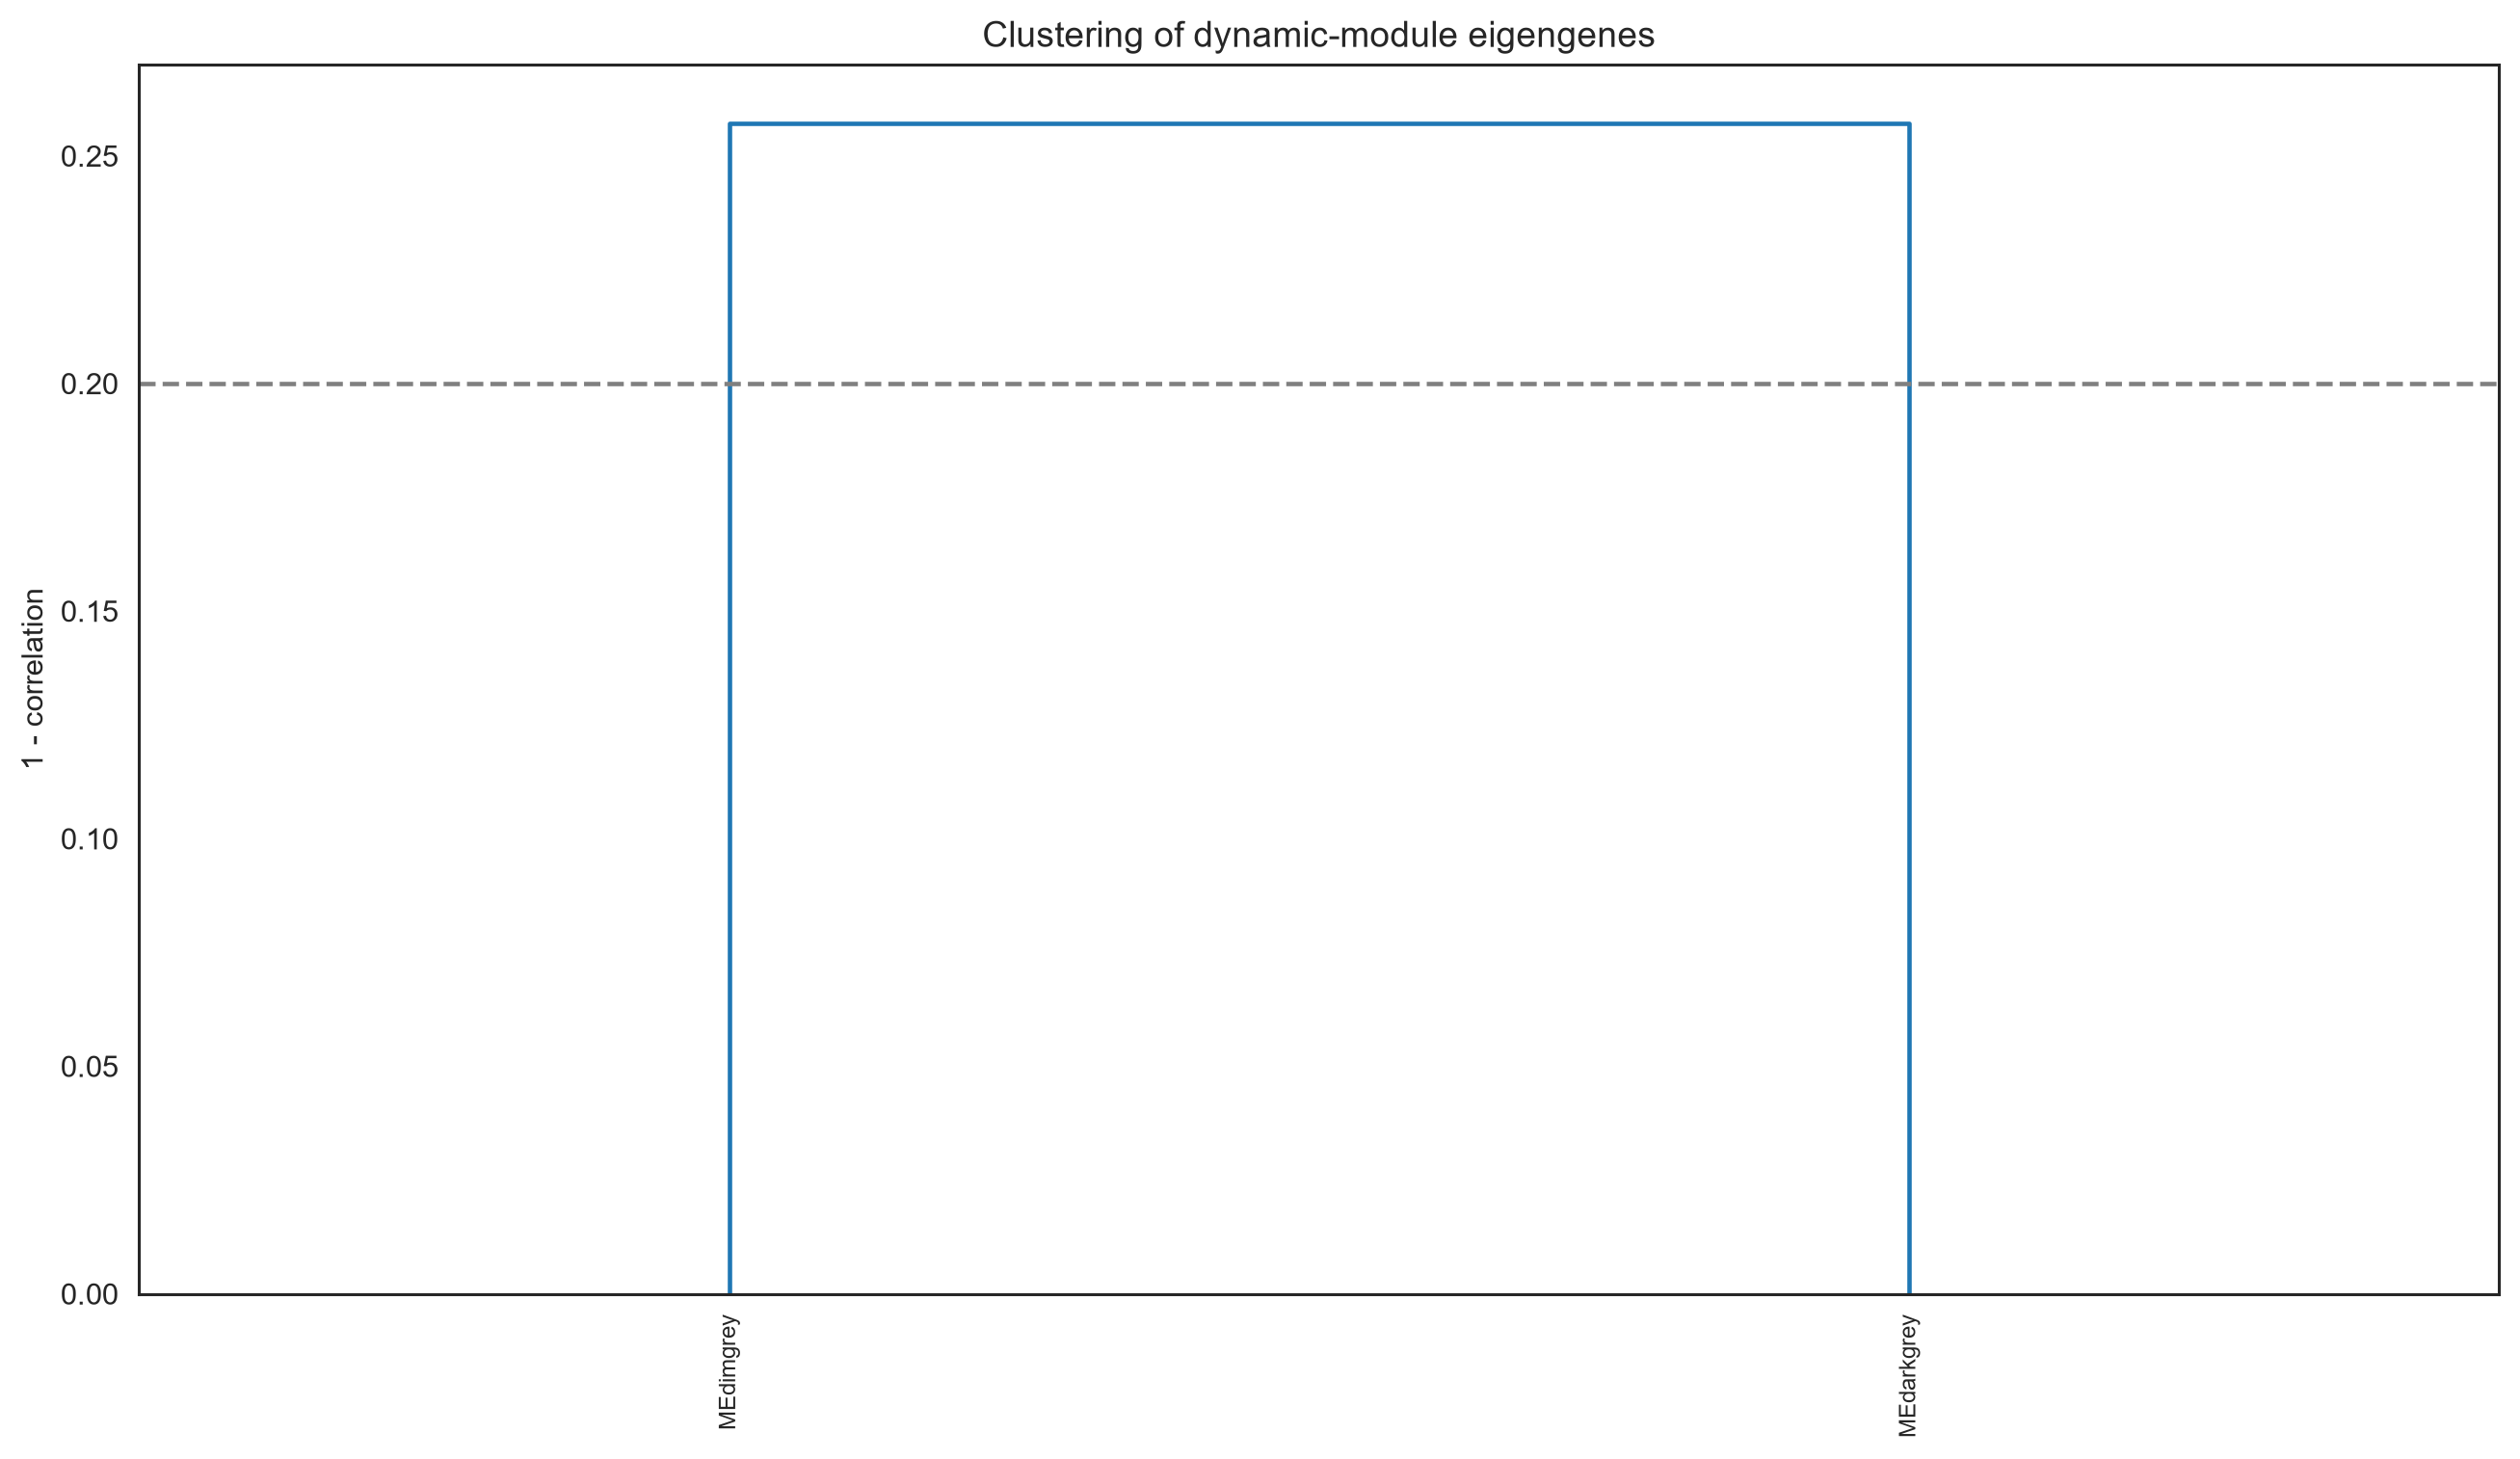 Clustering of dynamic-module eigengenes
1 - correlation
0.25
0.20
0.15
0.10
0.05
0.00
MEdimgrey
MEdarkgrey